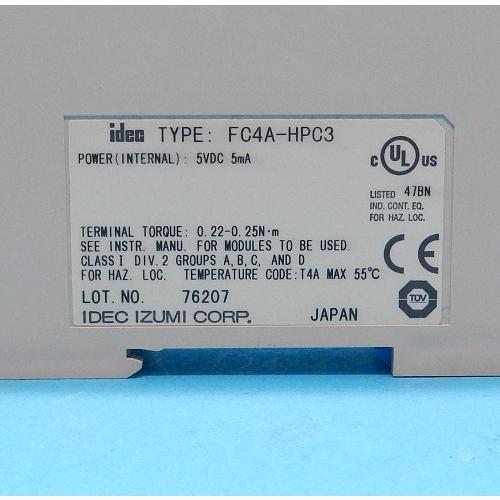 idec TYPE: FC4A-HPC3
POWER(INTERNAL): 5VDC 5mA
C UL US
LISTED 47BN
IND. CONT. EQ.
FOR HAZ. LOC.
TERMINAL TORQUE: 0.22-0.25N·m
SEE INSTR. MANU. FOR MODULES TO BE USED.
CLASS I DIV.2 GROUPS A, B, C, AND D
FOR HAZ. LOC. TEMPERATURE CODE:T4A MAX 55°C
CE
LOT. NO. 76207
TÜV
IDEC IZUMI CORP. JAPAN